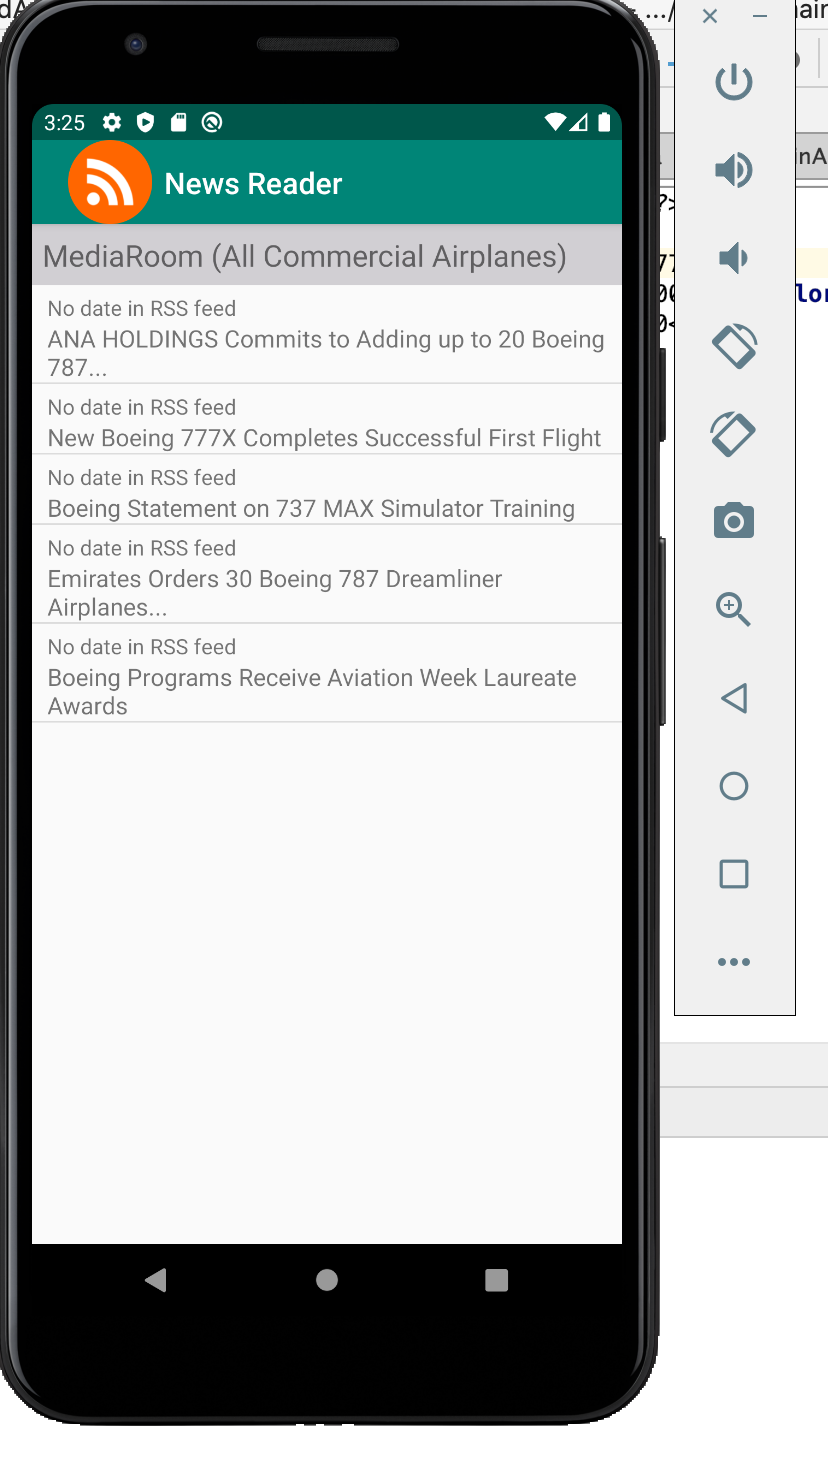 3:25
News Reader
MediaRoom (All Commercial Airplanes)
No date in RSS feed
ANA HOLDINGS Commits to Adding up to 20 Boeing
787...
No date in RSS feed
New Boeing 777X Completes Successful First Flight
No date in RSS feed
Boeing Statement on 737 MAX Simulator Training
No date in RSS feed
Emirates Orders 30 Boeing 787 Dreamliner
Airplanes...
No date in RSS feed
Boeing Programs Receive Aviation Week Laureate
Awards